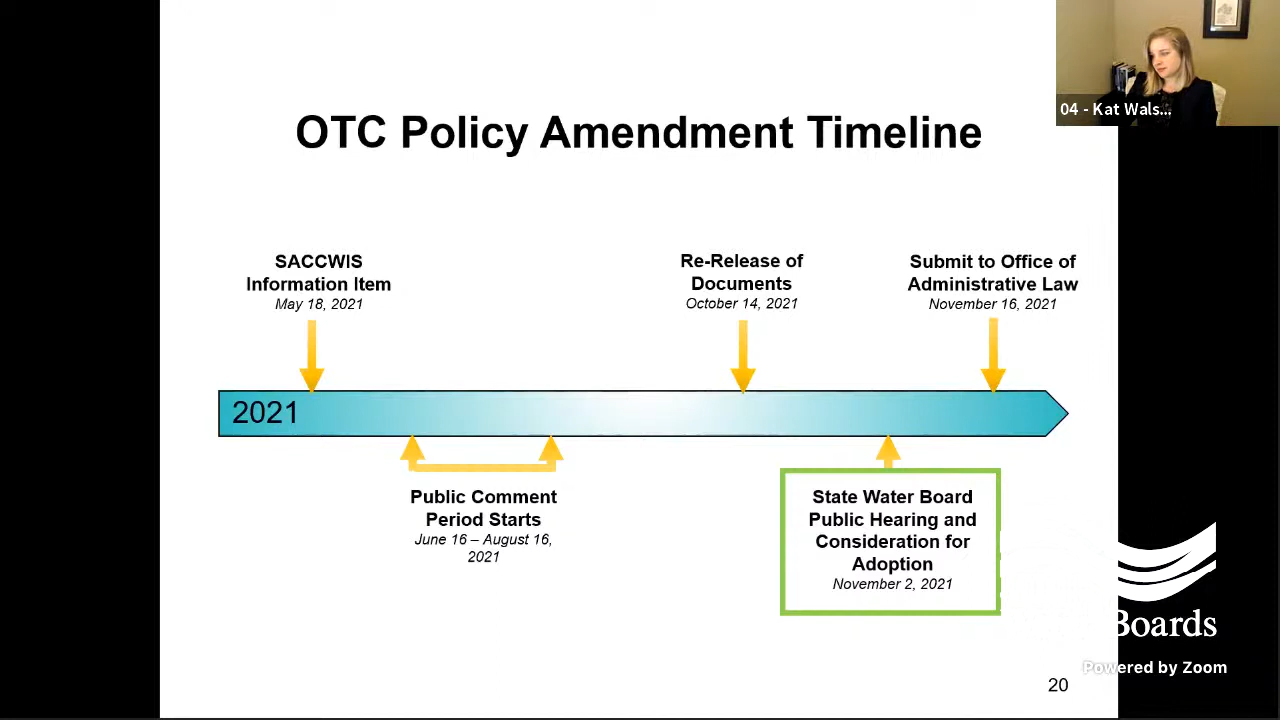 04 - Kat Wals...
OTC Policy Amendment Timeline
SACCWIS
Information Item
May 18, 2021
Re-Release of
Documents
October 14, 2021
Submit to Office of
Administrative Law
November 16, 2021
2021
Public Comment
Period Starts
June 16 – August 16,
2021
State Water Board
Public Hearing and
Consideration for
Adoption
November 2, 2021
Boards
Powered by Zoom
20